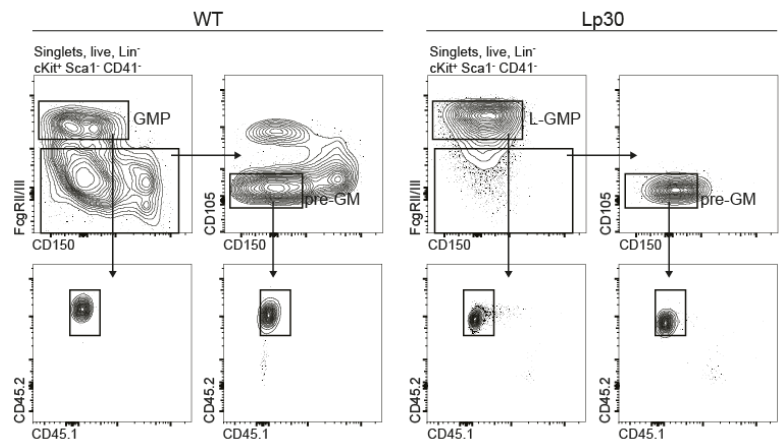 WT
Lp30
Singlets, live, Lin⁻
cKit⁺ Sca1⁻ CD41⁻
GMP
FcgRII/III
CD150
CD105
pre-GM
CD150
CD45.2
CD45.1
CD45.2
CD45.1
Singlets, live, Lin⁻
cKit⁺ Sca1⁻ CD41⁻
L-GMP
FcgRII/III
CD150
CD105
pre-GM
CD150
CD45.2
CD45.1
CD45.2
CD45.1